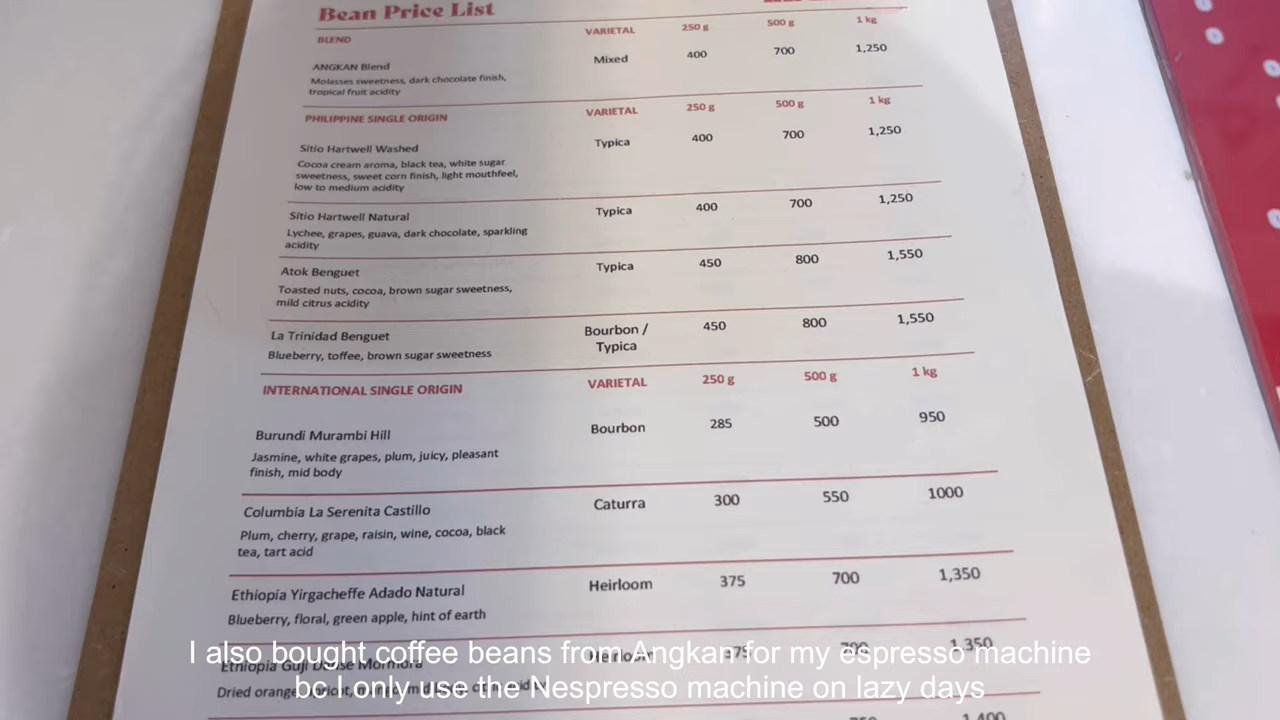 Bean Price List
BLEND VARIETAL 250 g 500 g 1 kg
ANGKAN Blend Mixed 400 700 1,250
Molasses sweetness, dark chocolate finish,
tropical fruit acidity
PHILIPPINE SINGLE ORIGIN VARIETAL 250 g 500 g 1 kg
Sitio Hartwell Washed Typica 400 700 1,250
Cocoa cream aroma, black tea, white sugar
sweetness, sweet corn finish, light mouthfeel,
low to medium acidity
Sitio Hartwell Natural Typica 400 700 1,250
Lychee, grapes, guava, dark chocolate, sparkling
acidity
Atok Benguet Typica 450 800 1,550
Toasted nuts, cocoa, brown sugar sweetness,
mild citrus acidity
La Trinidad Benguet Bourbon / Typica 450 800 1,550
Blueberry, toffee, brown sugar sweetness
INTERNATIONAL SINGLE ORIGIN VARIETAL 250 g 500 g 1 kg
Burundi Murambi Hill Bourbon 285 500 950
Jasmine, white grapes, plum, juicy, pleasant
finish, mid body
Columbia La Serenita Castillo Caturra 300 550 1000
Plum, cherry, grape, raisin, wine, cocoa, black
tea, tart acid
Ethiopia Yirgacheffe Adado Natural Heirloom 375 700 1,350
Blueberry, floral, green apple, hint of earth
Ethiopia Guji Mormora Heirloom 375 700 1,350
Dried orange,
1,400
I also bought coffee beans from Angkan for my espresso machine
bc I only use the Nespresso machine on lazy days